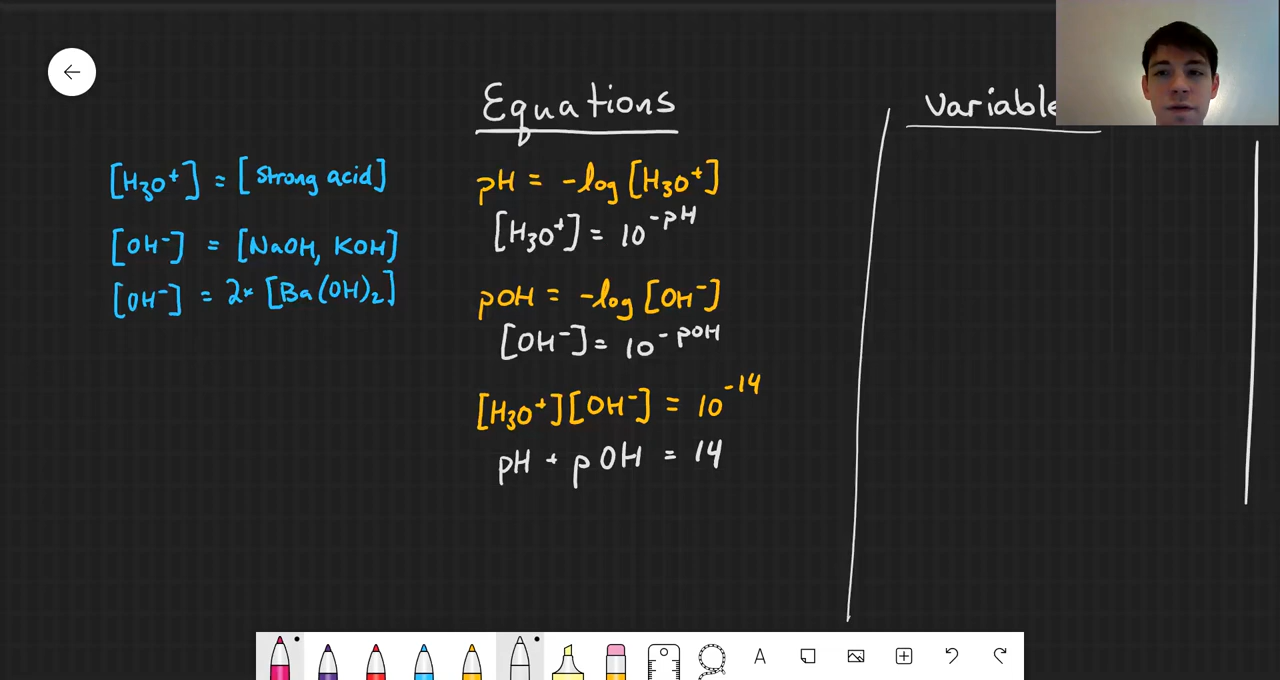 Equations
Variable
[H3O+] = [strong acid]
[OH-] = [NaOH, KOH]
[OH-] = 2* [Ba(OH)2]
pH = -log [H3O+]
[H3O+] = 10^-pH
pOH = -log [OH-]
[OH-] = 10^-pOH
[H3O+][OH-] = 10^-14
pH + pOH = 14
A